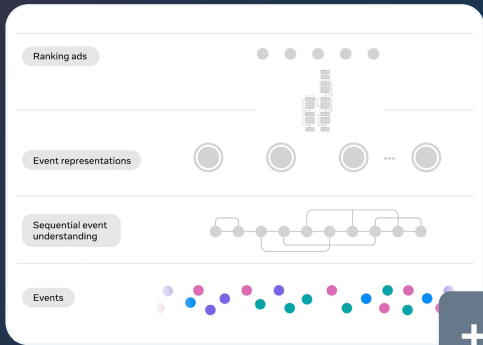 Ranking ads
Event representations
Sequential event
understanding
Events